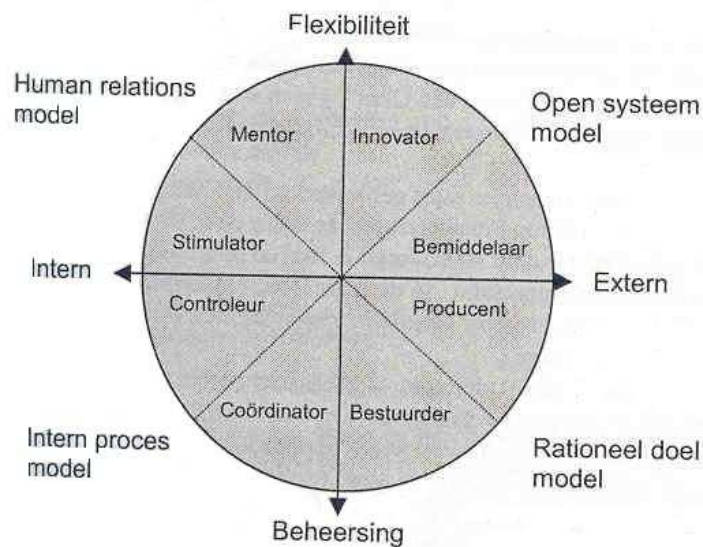 Flexibiliteit
Human relations
model
Open systeem
model
Mentor
Innovator
Stimulator
Bemiddelaar
Intern
Extern
Controleur
Producent
Coördinator
Bestuurder
Intern proces
model
Rationeel doel
model
Beheersing